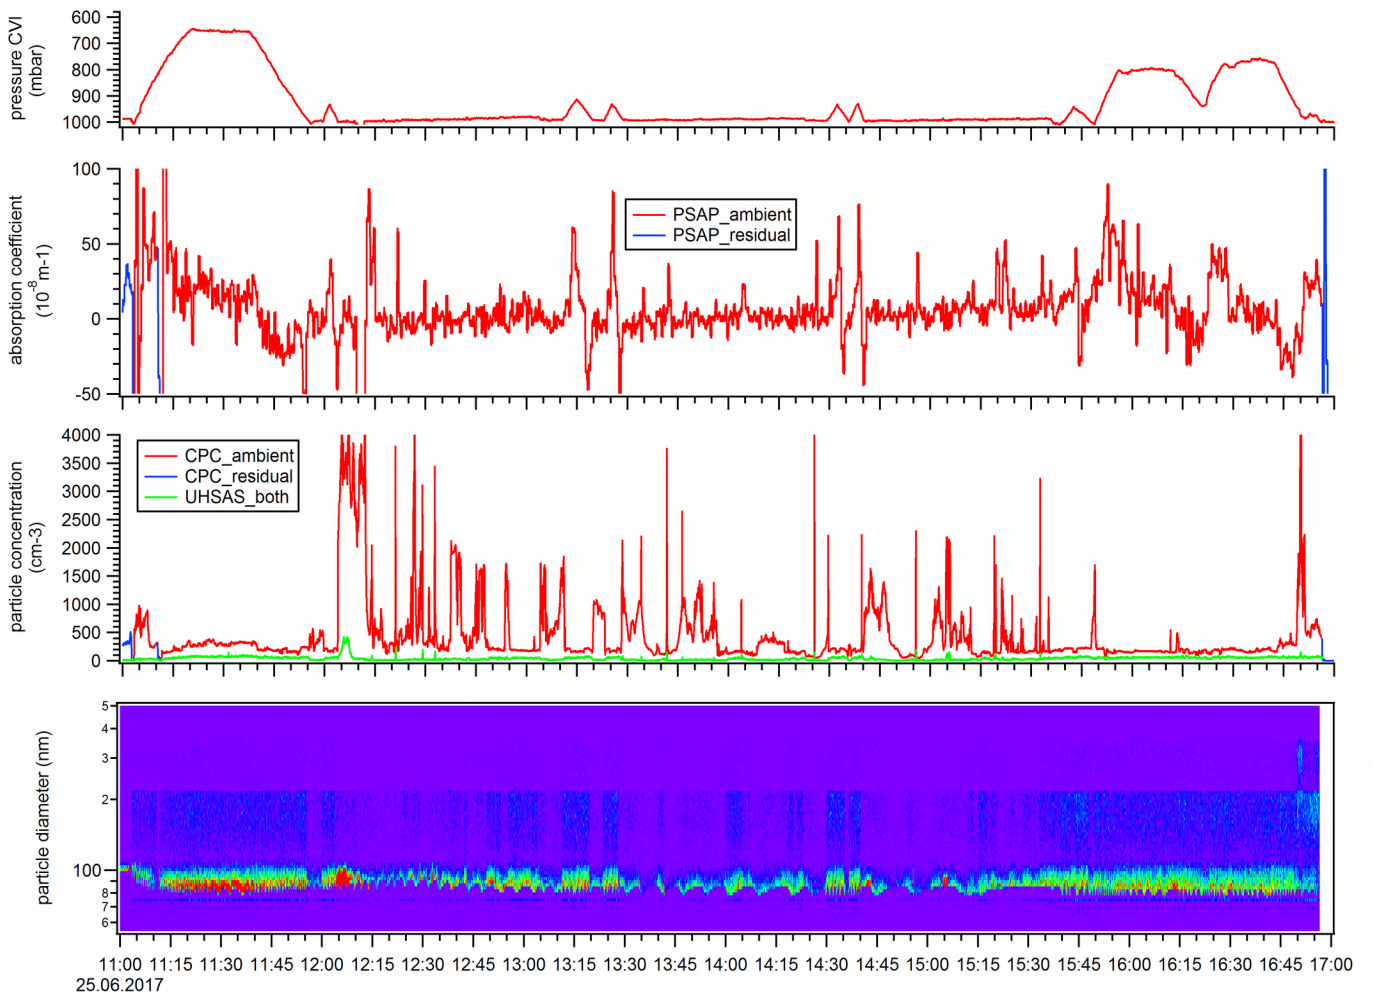 pressure CVI
(mbar)
600
700
800
900
1000
absorption coefficient
(10⁻⁸m-1)
100
50
0
-50
PSAP_ambient
PSAP_residual
particle concentration
(cm-3)
4000
3500
3000
2500
2000
1500
1000
500
0
CPC_ambient
CPC_residual
UHSAS_both
particle diameter (nm)
5
4
3
2
100
8
7
6
11:00 11:15 11:30 11:45 12:00 12:15 12:30 12:45 13:00 13:15 13:30 13:45 14:00 14:15 14:30 14:45 15:00 15:15 15:30 15:45 16:00 16:15 16:30 16:45 17:00
25.06.2017